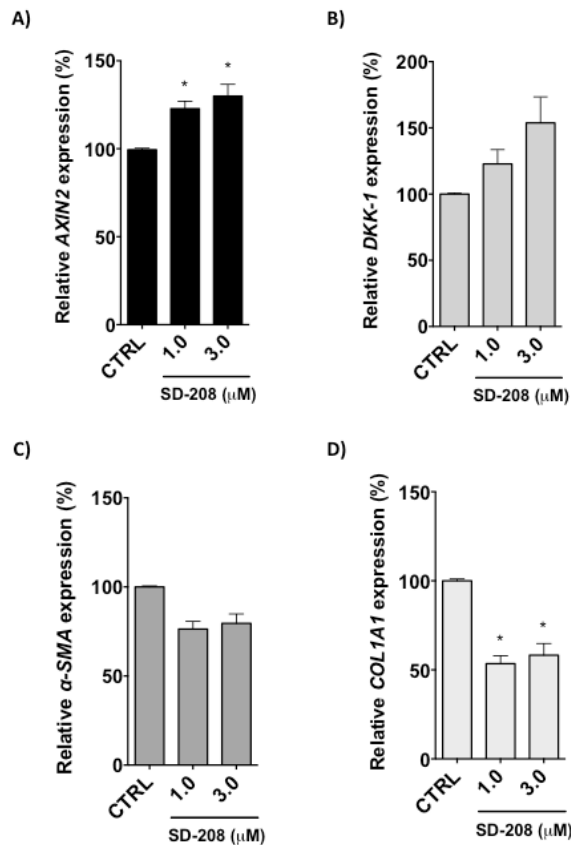 A)
Relative AXIN2 expression (%)
150
100
50
0
CTRL
1.0
3.0
SD-208 (μM)
*
*
B)
Relative DKK-1 expression (%)
200
150
100
50
0
CTRL
1.0
3.0
SD-208 (μM)
C)
Relative α-SMA expression (%)
150
100
50
0
CTRL
1.0
3.0
SD-208 (μM)
D)
Relative COL1A1 expression (%)
150
100
50
0
CTRL
1.0
3.0
SD-208 (μM)
*
*